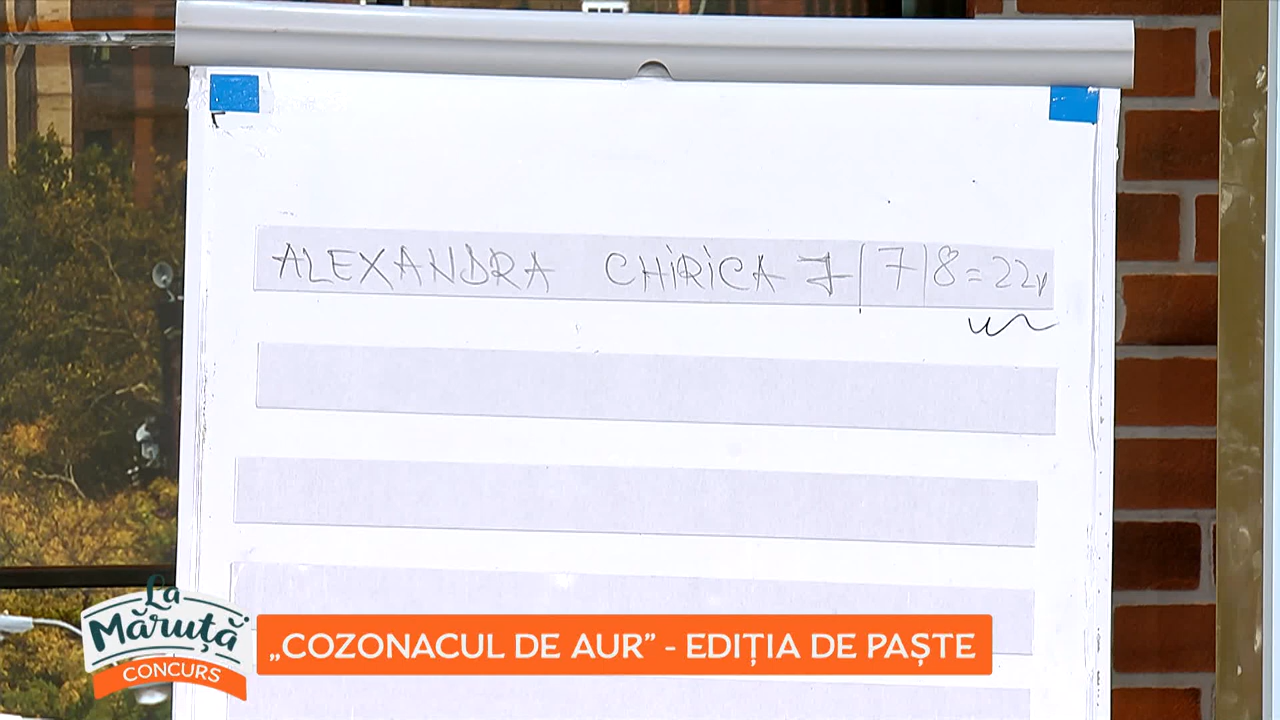 ALEXANDRA CHIRICA 7|7|8=22
La
Măruță
CONCURS
„COZONACUL DE AUR” - EDIȚIA DE PAȘTE